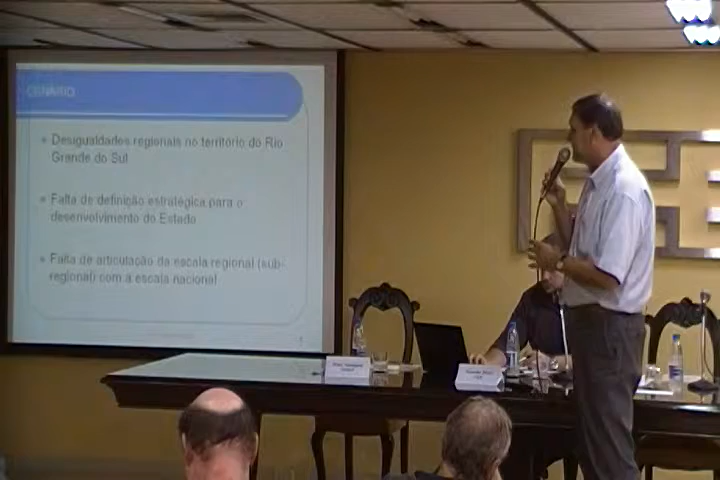 CENÁRIO
Desigualdades regionais no território do Rio
Grande do Sul
Falta de definição estratégica para o
desenvolvimento do Estado
Falta de articulação da escala regional (sub-
regional) com a escala nacional